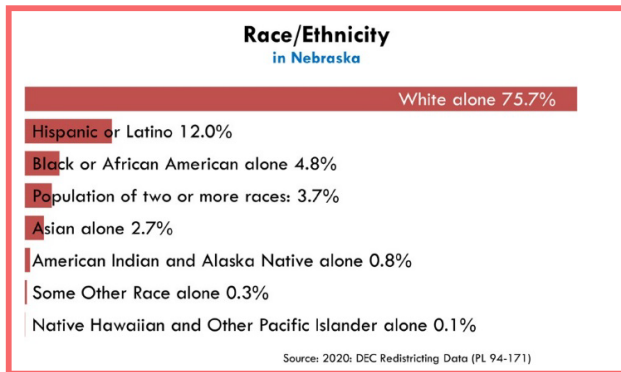 Race/Ethnicity
in Nebraska
White alone 75.7%
Hispanic or Latino 12.0%
Black or African American alone 4.8%
Population of two or more races: 3.7%
Asian alone 2.7%
American Indian and Alaska Native alone 0.8%
Some Other Race alone 0.3%
Native Hawaiian and Other Pacific Islander alone 0.1%
Source: 2020: DEC Redistricting Data (PL 94-171)